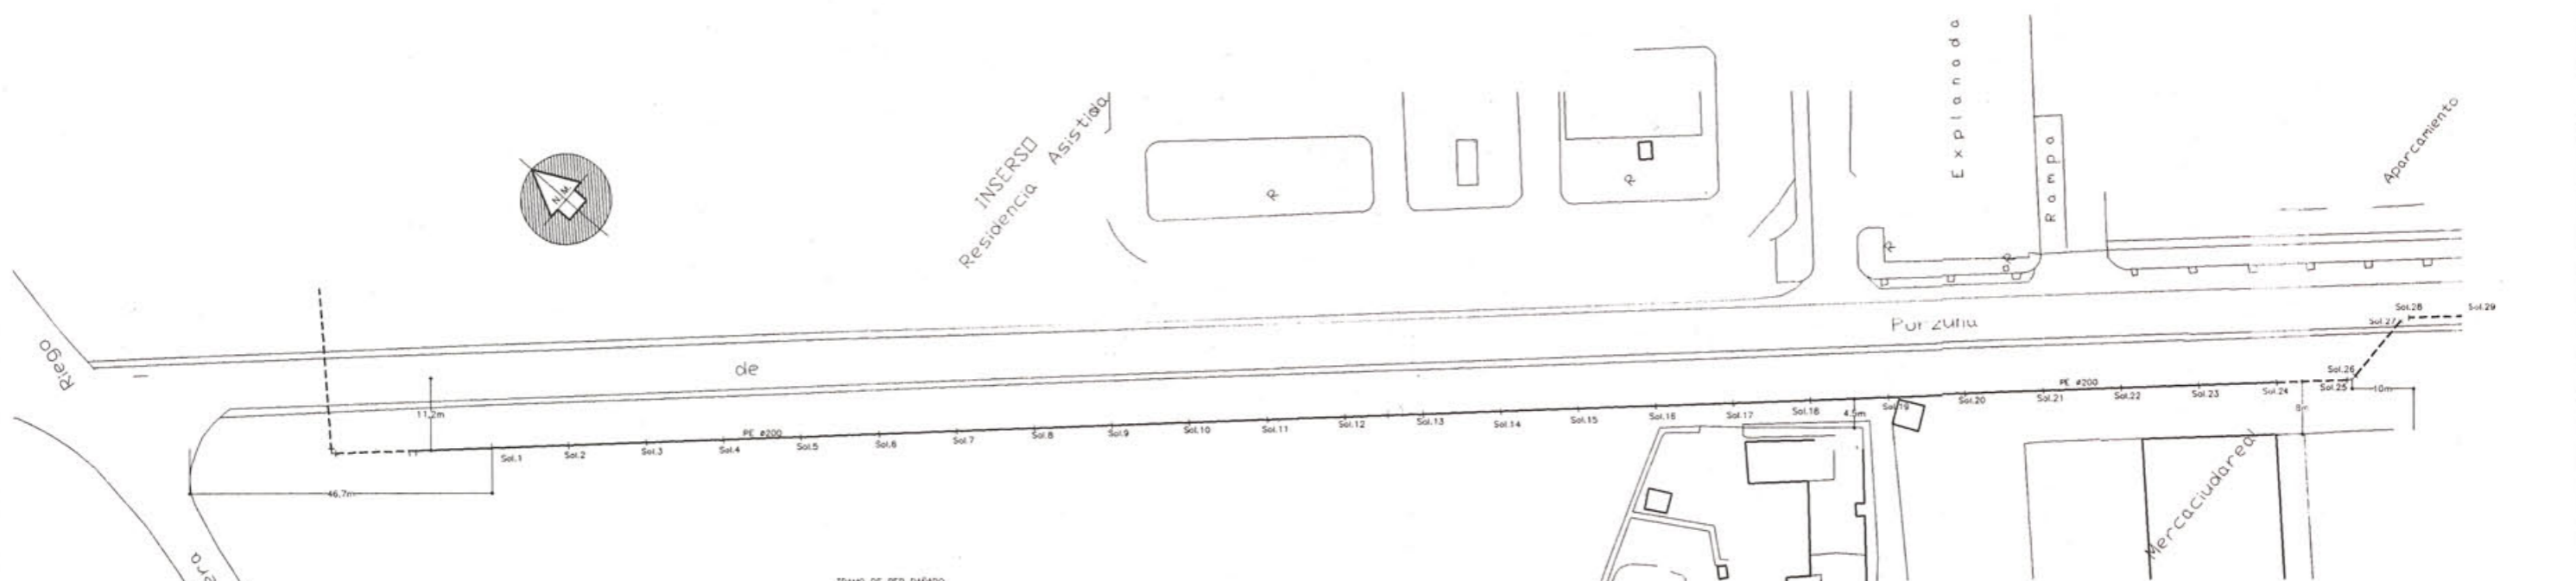 Explanada
Rampa
Aparcamiento
INSERSO
Residencia Asistida
N.M.
R
R
R
R
Riego
de
Porzuna
11,2m
46,7m
PE ø200
Sol.1
Sol.2
Sol.3
Sol.4
Sol.5
Sol.6
Sol.7
Sol.8
Sol.9
Sol.10
Sol.11
Sol.12
Sol.13
Sol.14
Sol.15
Sol.16
Sol.17
Sol.18
4,5m
Sol.19
Sol.20
Sol.21
PE ø200
Sol.22
Sol.23
Sol.24
Sol.25
Sol.26
Sol.27
Sol.28
Sol.29
10m
8m
Mercaciudareal